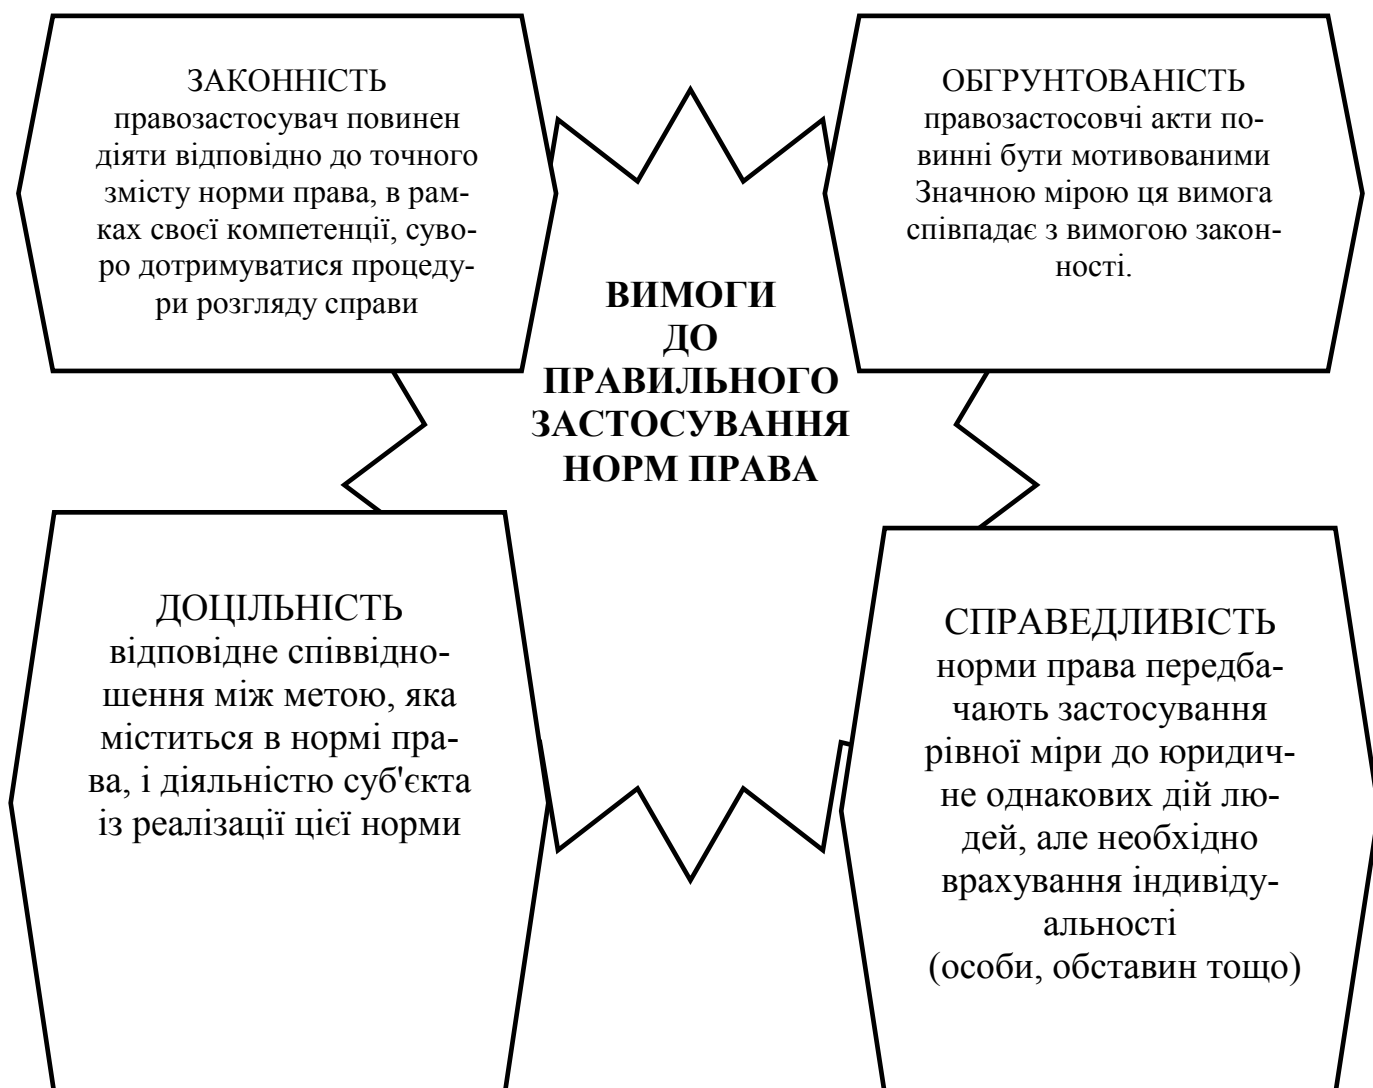 ЗАКОННІСТЬ
правозастосувач повинен
діяти відповідно до точного
змісту норми права, в рам-
ках своєї компетенції, суво-
ро дотримуватися процеду-
ри розгляду справи
ОБГРУНТОВАНІСТЬ
правозастосовчі акти по-
винні бути мотивованими
Значною мірою ця вимога
співпадає з вимогою закон-
ності.
ВИМОГИ
ДО
ПРАВИЛЬНОГО
ЗАСТОСУВАННЯ
НОРМ ПРАВА
ДОЦІЛЬНІСТЬ
відповідне співвідно-
шення між метою, яка
міститься в нормі пра-
ва, і діяльністю суб'єкта
із реалізації цієї норми
СПРАВЕДЛИВІСТЬ
норми права передба-
чають застосування
рівної міри до юридич-
не однакових дій лю-
дей, але необхідно
врахування індивіду-
альності
(особи, обставин тощо)